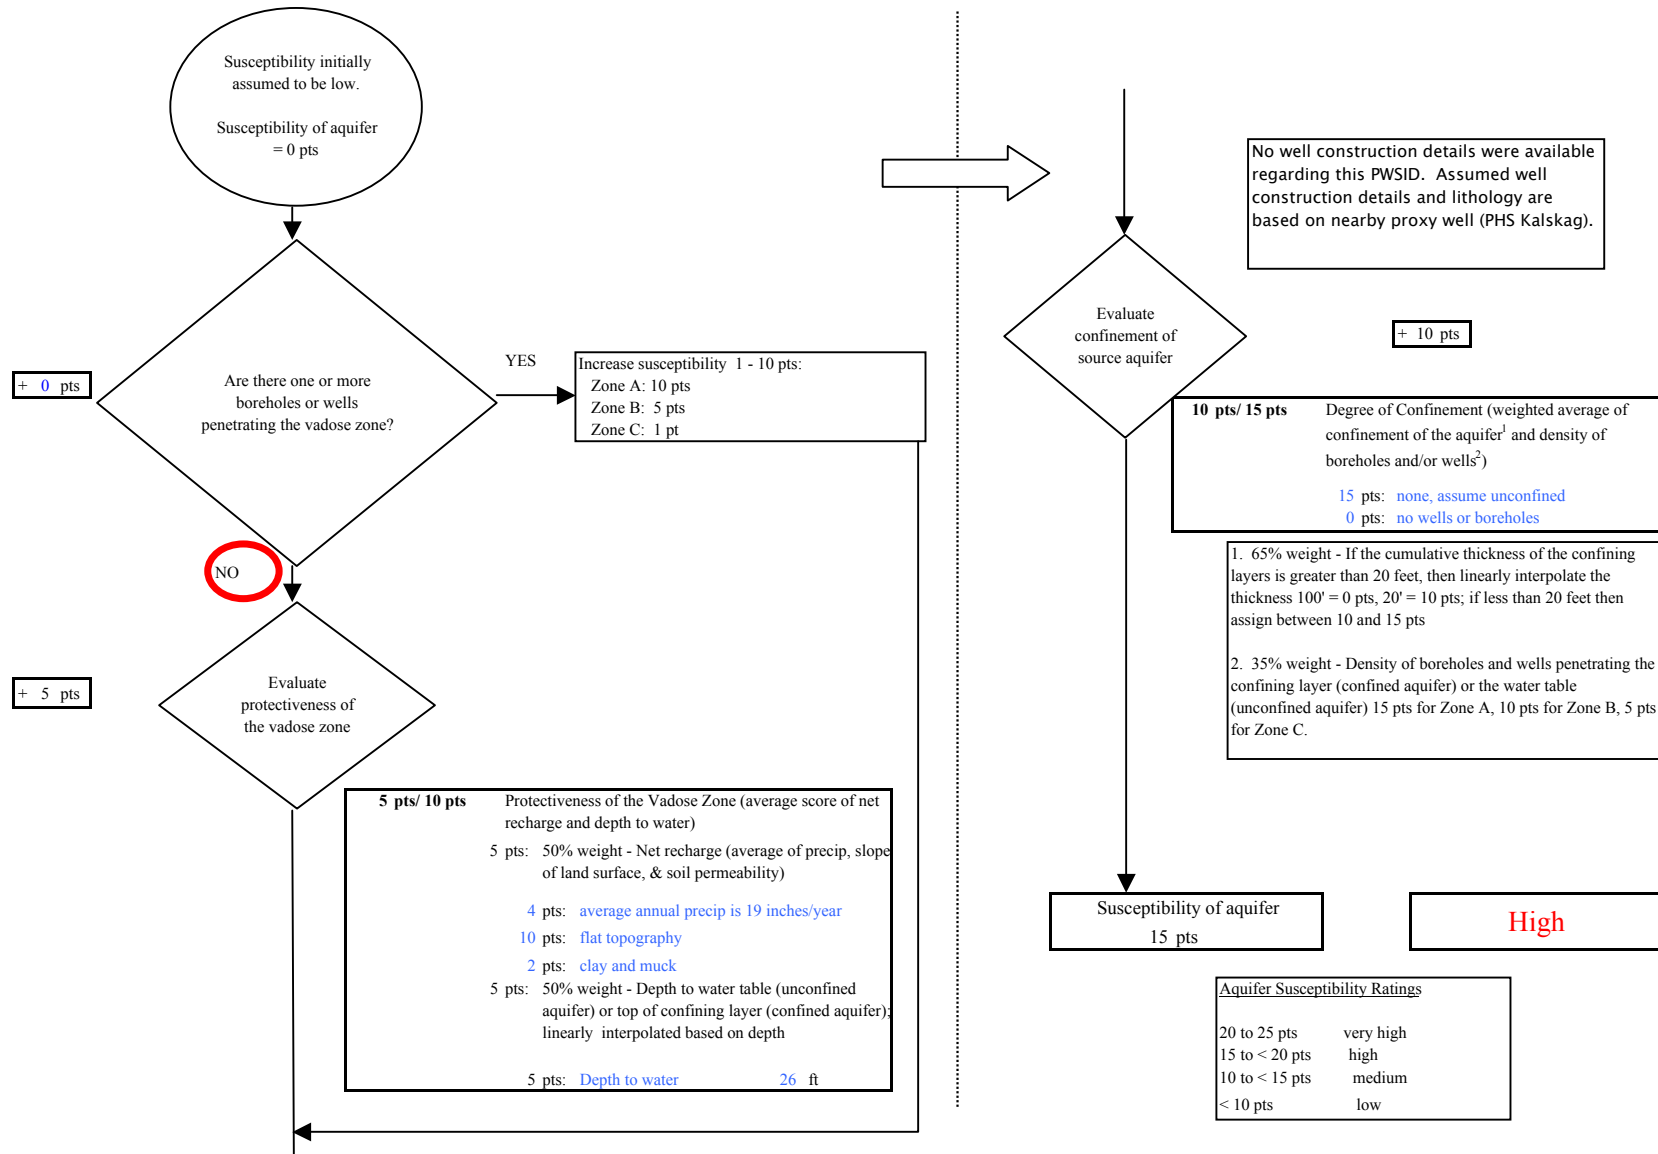 Susceptibility initially
assumed to be low.
Susceptibility of aquifer
= 0 pts
+ 0 pts
Are there one or more
boreholes or wells
penetrating the vadose zone?
YES
Increase susceptibility 1 - 10 pts:
Zone A: 10 pts
Zone B: 5 pts
Zone C: 1 pt
NO
+ 5 pts
Evaluate
protectiveness of
the vadose zone
5 pts/ 10 pts Protectiveness of the Vadose Zone (average score of net
recharge and depth to water)
5 pts: 50% weight - Net recharge (average of precip, slope
of land surface, & soil permeability)
4 pts: average annual precip is 19 inches/year
10 pts: flat topography
2 pts: clay and muck
5 pts: 50% weight - Depth to water table (unconfined
aquifer) or top of confining layer (confined aquifer);
linearly interpolated based on depth
5 pts: Depth to water 26 ft
No well construction details were available
regarding this PWSID. Assumed well
construction details and lithology are
based on nearby proxy well (PHS Kalskag).
Evaluate
confinement of
source aquifer
+ 10 pts
10 pts/ 15 pts Degree of Confinement (weighted average of
confinement of the aquifer1 and density of
boreholes and/or wells2)
15 pts: none, assume unconfined
0 pts: no wells or boreholes
1. 65% weight - If the cumulative thickness of the confining
layers is greater than 20 feet, then linearly interpolate the
thickness 100' = 0 pts, 20' = 10 pts; if less than 20 feet then
assign between 10 and 15 pts
2. 35% weight - Density of boreholes and wells penetrating the
confining layer (confined aquifer) or the water table
(unconfined aquifer) 15 pts for Zone A, 10 pts for Zone B, 5 pts
for Zone C.
Susceptibility of aquifer
15 pts
High
Aquifer Susceptibility Ratings
20 to 25 pts very high
15 to < 20 pts high
10 to < 15 pts medium
< 10 pts low